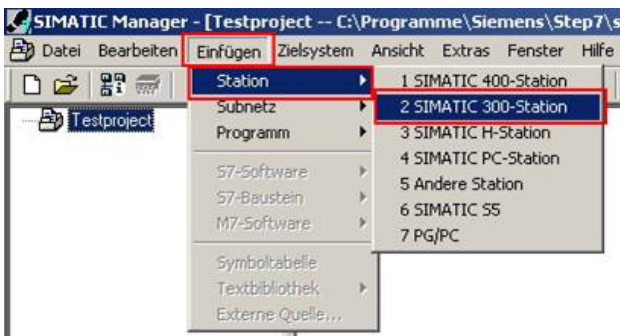 SIMATIC Manager - [Testproject -- C:\Programme\Siemens\Step7\s
Datei Bearbeiten Einfügen Zielsystem Ansicht Extras Fenster Hilfe
Testproject
Station
Subnetz
Programm
S7-Software
S7-Baustein
M7-Software
Symboltabelle
Textbibliothek
Externe Quelle...
1 SIMATIC 400-Station
2 SIMATIC 300-Station
3 SIMATIC H-Station
4 SIMATIC PC-Station
5 Andere Station
6 SIMATIC S5
7 PG/PC